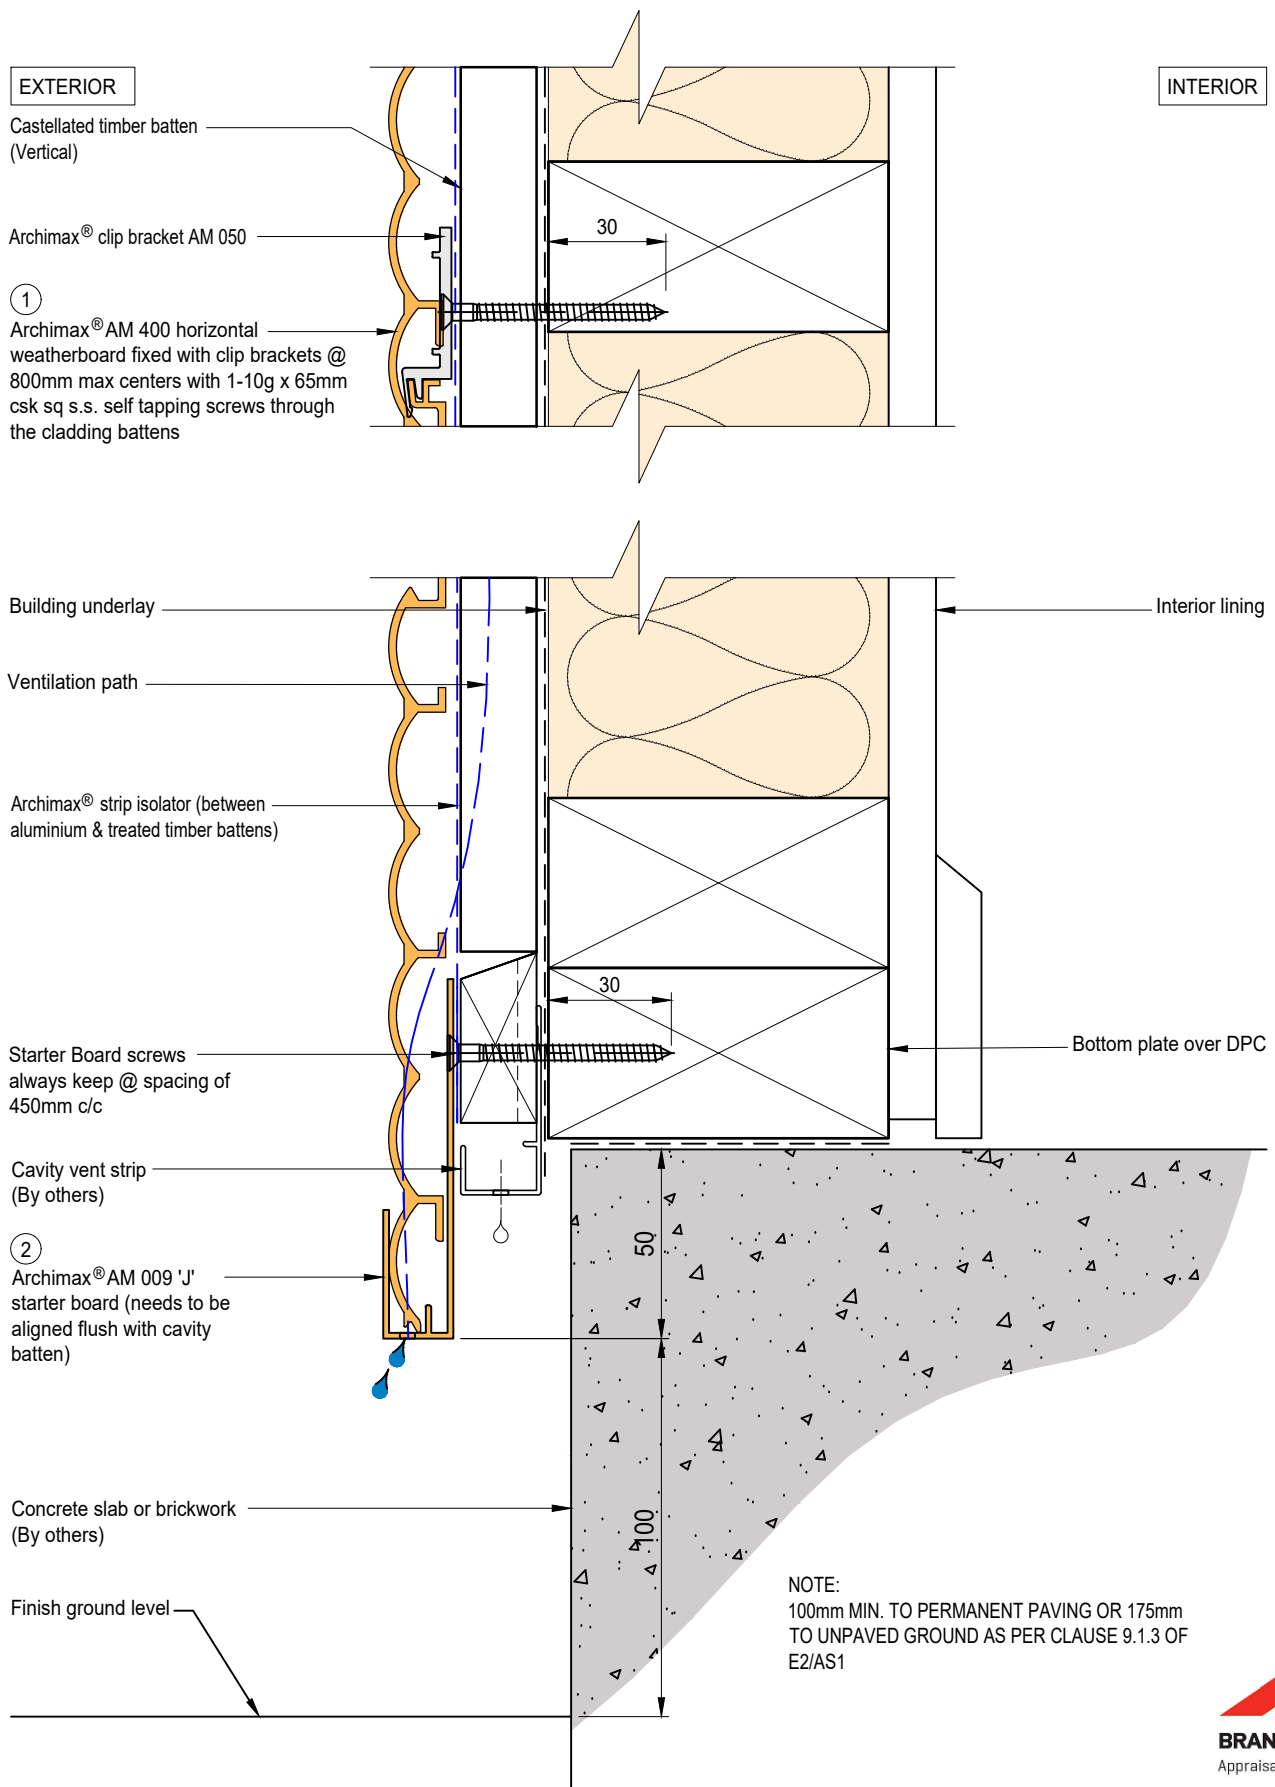 EXTERIOR
INTERIOR
Castellated timber batten
(Vertical)
Archimax® clip bracket AM 050
30
1
Archimax® AM 400 horizontal
weatherboard fixed with clip brackets @
800mm max centers with 1-10g x 65mm
csk sq s.s. self tapping screws through
the cladding battens
Building underlay
Interior lining
Ventilation path
Archimax® strip isolator (between
aluminium & treated timber battens)
30
Starter Board screws
always keep @ spacing of
450mm c/c
Bottom plate over DPC
Cavity vent strip
(By others)
50
2
Archimax® AM 009 'J'
starter board (needs to be
aligned flush with cavity
batten)
Concrete slab or brickwork
(By others)
100
Finish ground level
NOTE:
100mm MIN. TO PERMANENT PAVING OR 175mm
TO UNPAVED GROUND AS PER CLAUSE 9.1.3 OF
E2/AS1
BRAN
Appraisa